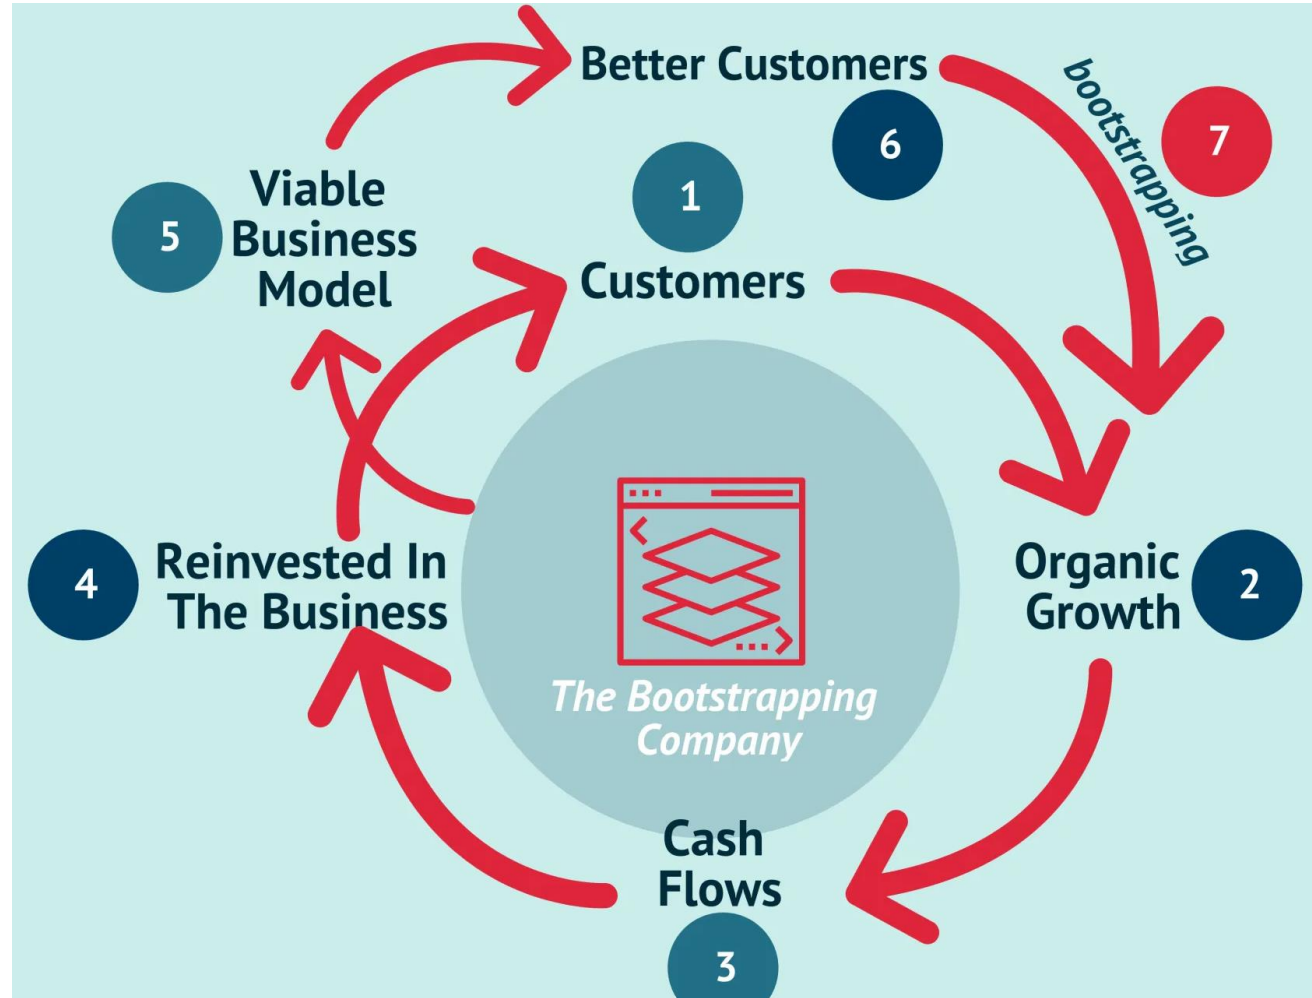 Better Customers
6
bootstrapping
7
1
Customers
5
Viable
Business
Model
Organic
Growth
2
Cash
Flows
3
4
Reinvested In
The Business
The Bootstrapping
Company